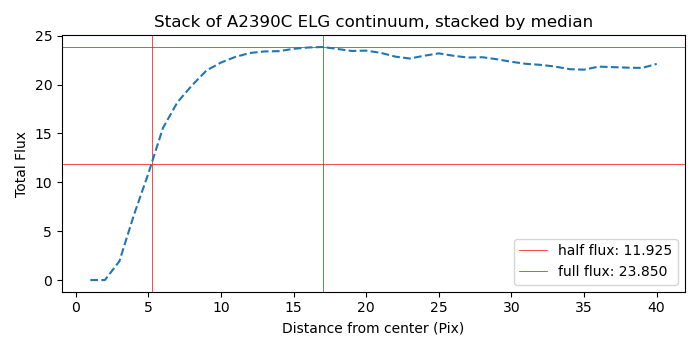 Stack of A2390C ELG continuum, stacked by median
25
20
15
10
5
0
Total Flux
half flux: 11.925
full flux: 23.850
0 5 10 15 20 25 30 35 40
Distance from center (Pix)